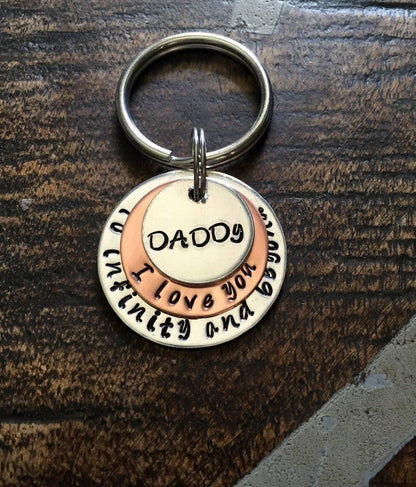 DADDy
I love you
To infinity and beyond